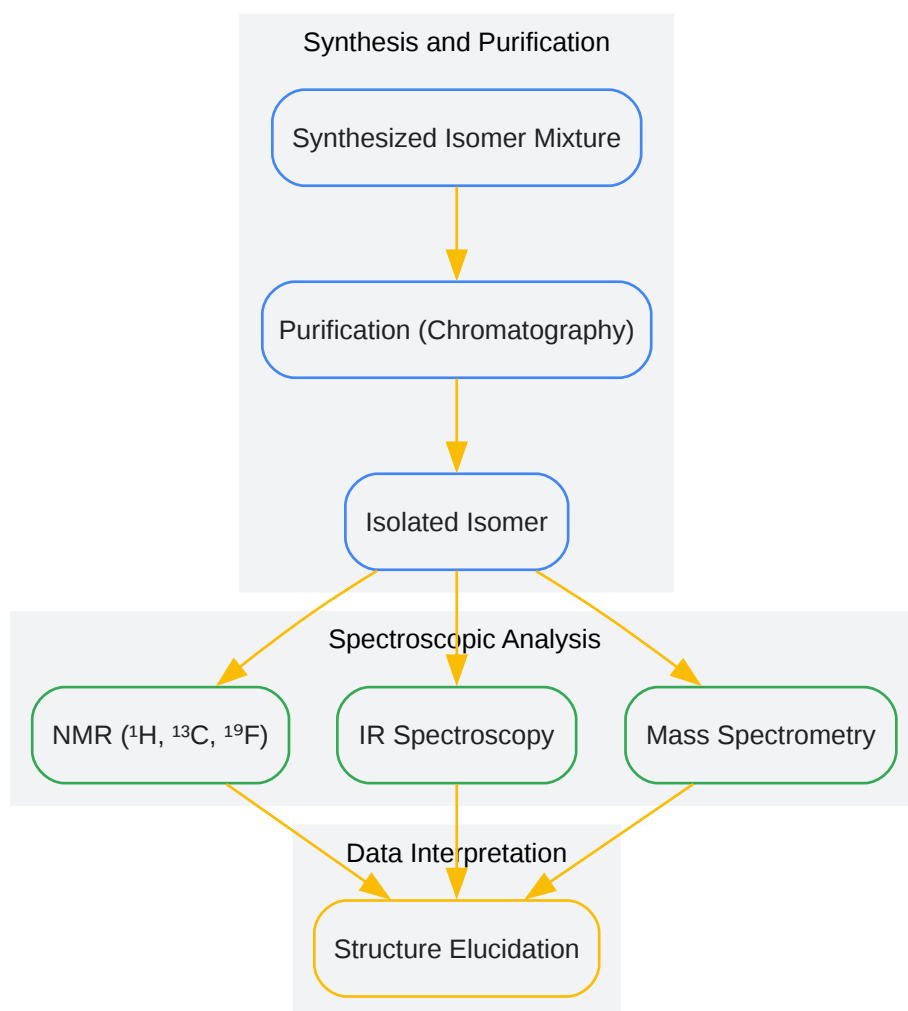 Synthesis and Purification
Synthesized Isomer Mixture
Purification (Chromatography)
Isolated Isomer
Spectroscopic Analysis
NMR (¹H, ¹³C, ¹⁹F)
IR Spectroscopy
Mass Spectrometry
Data Interpretation
Structure Elucidation